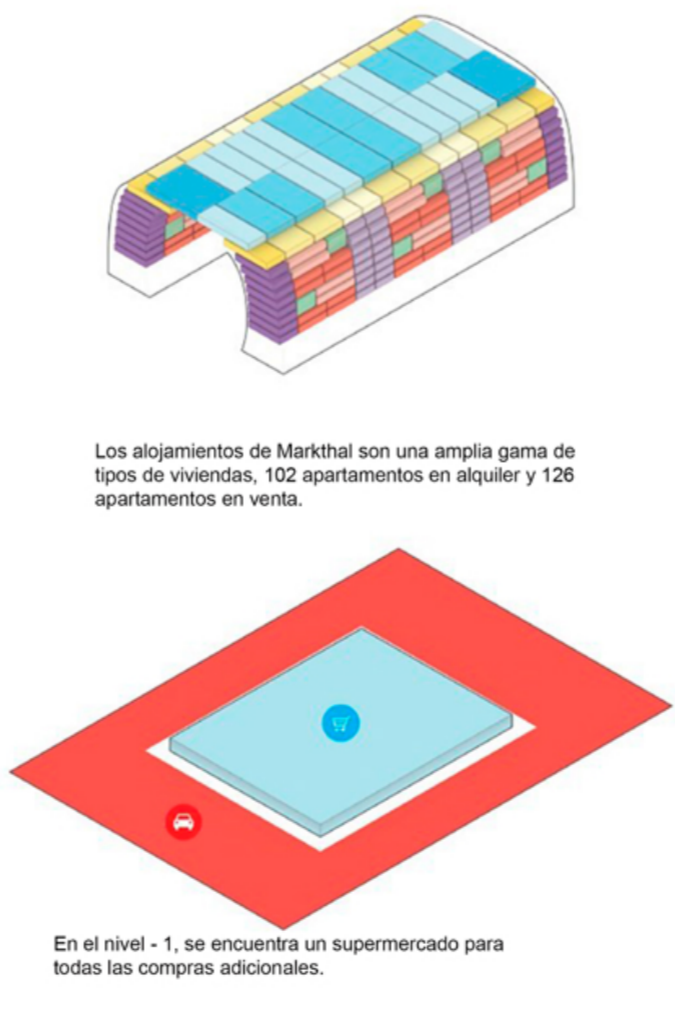 Los alojamientos de Markthal son una amplia gama de
tipos de viviendas, 102 apartamentos en alquiler y 126
apartamentos en venta.
En el nivel - 1, se encuentra un supermercado para
todas las compras adicionales.